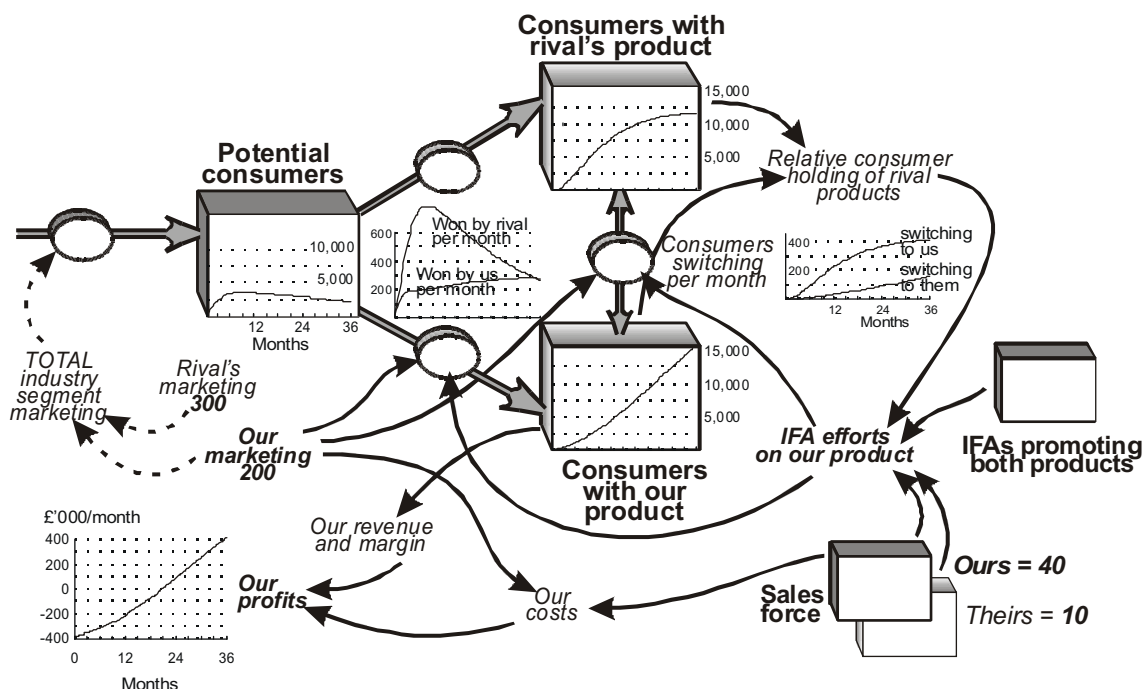 Consumers with
rival's product
15,000
10,000
5,000
Potential
consumers
10,000
5,000
12 24 36
Months
600
400
200
Won by rival
per month
Won by us
per month
Consumers
switching
per month
Relative consumer
holding of rival
products
400
200
0
switching
to us
switching
to them
12 24 36
Months
TOTAL
industry
segment
marketing
Rival's
marketing
300
Our
marketing
200
15,000
10,000
5,000
Consumers
with our
product
IFA efforts
on our product
IFAs promoting
both products
£'000/month
400
200
0
-200
-400
0 12 24 36
Months
Our revenue
and margin
Our
profits
Our
costs
Sales
force
Ours = 40
Theirs = 10